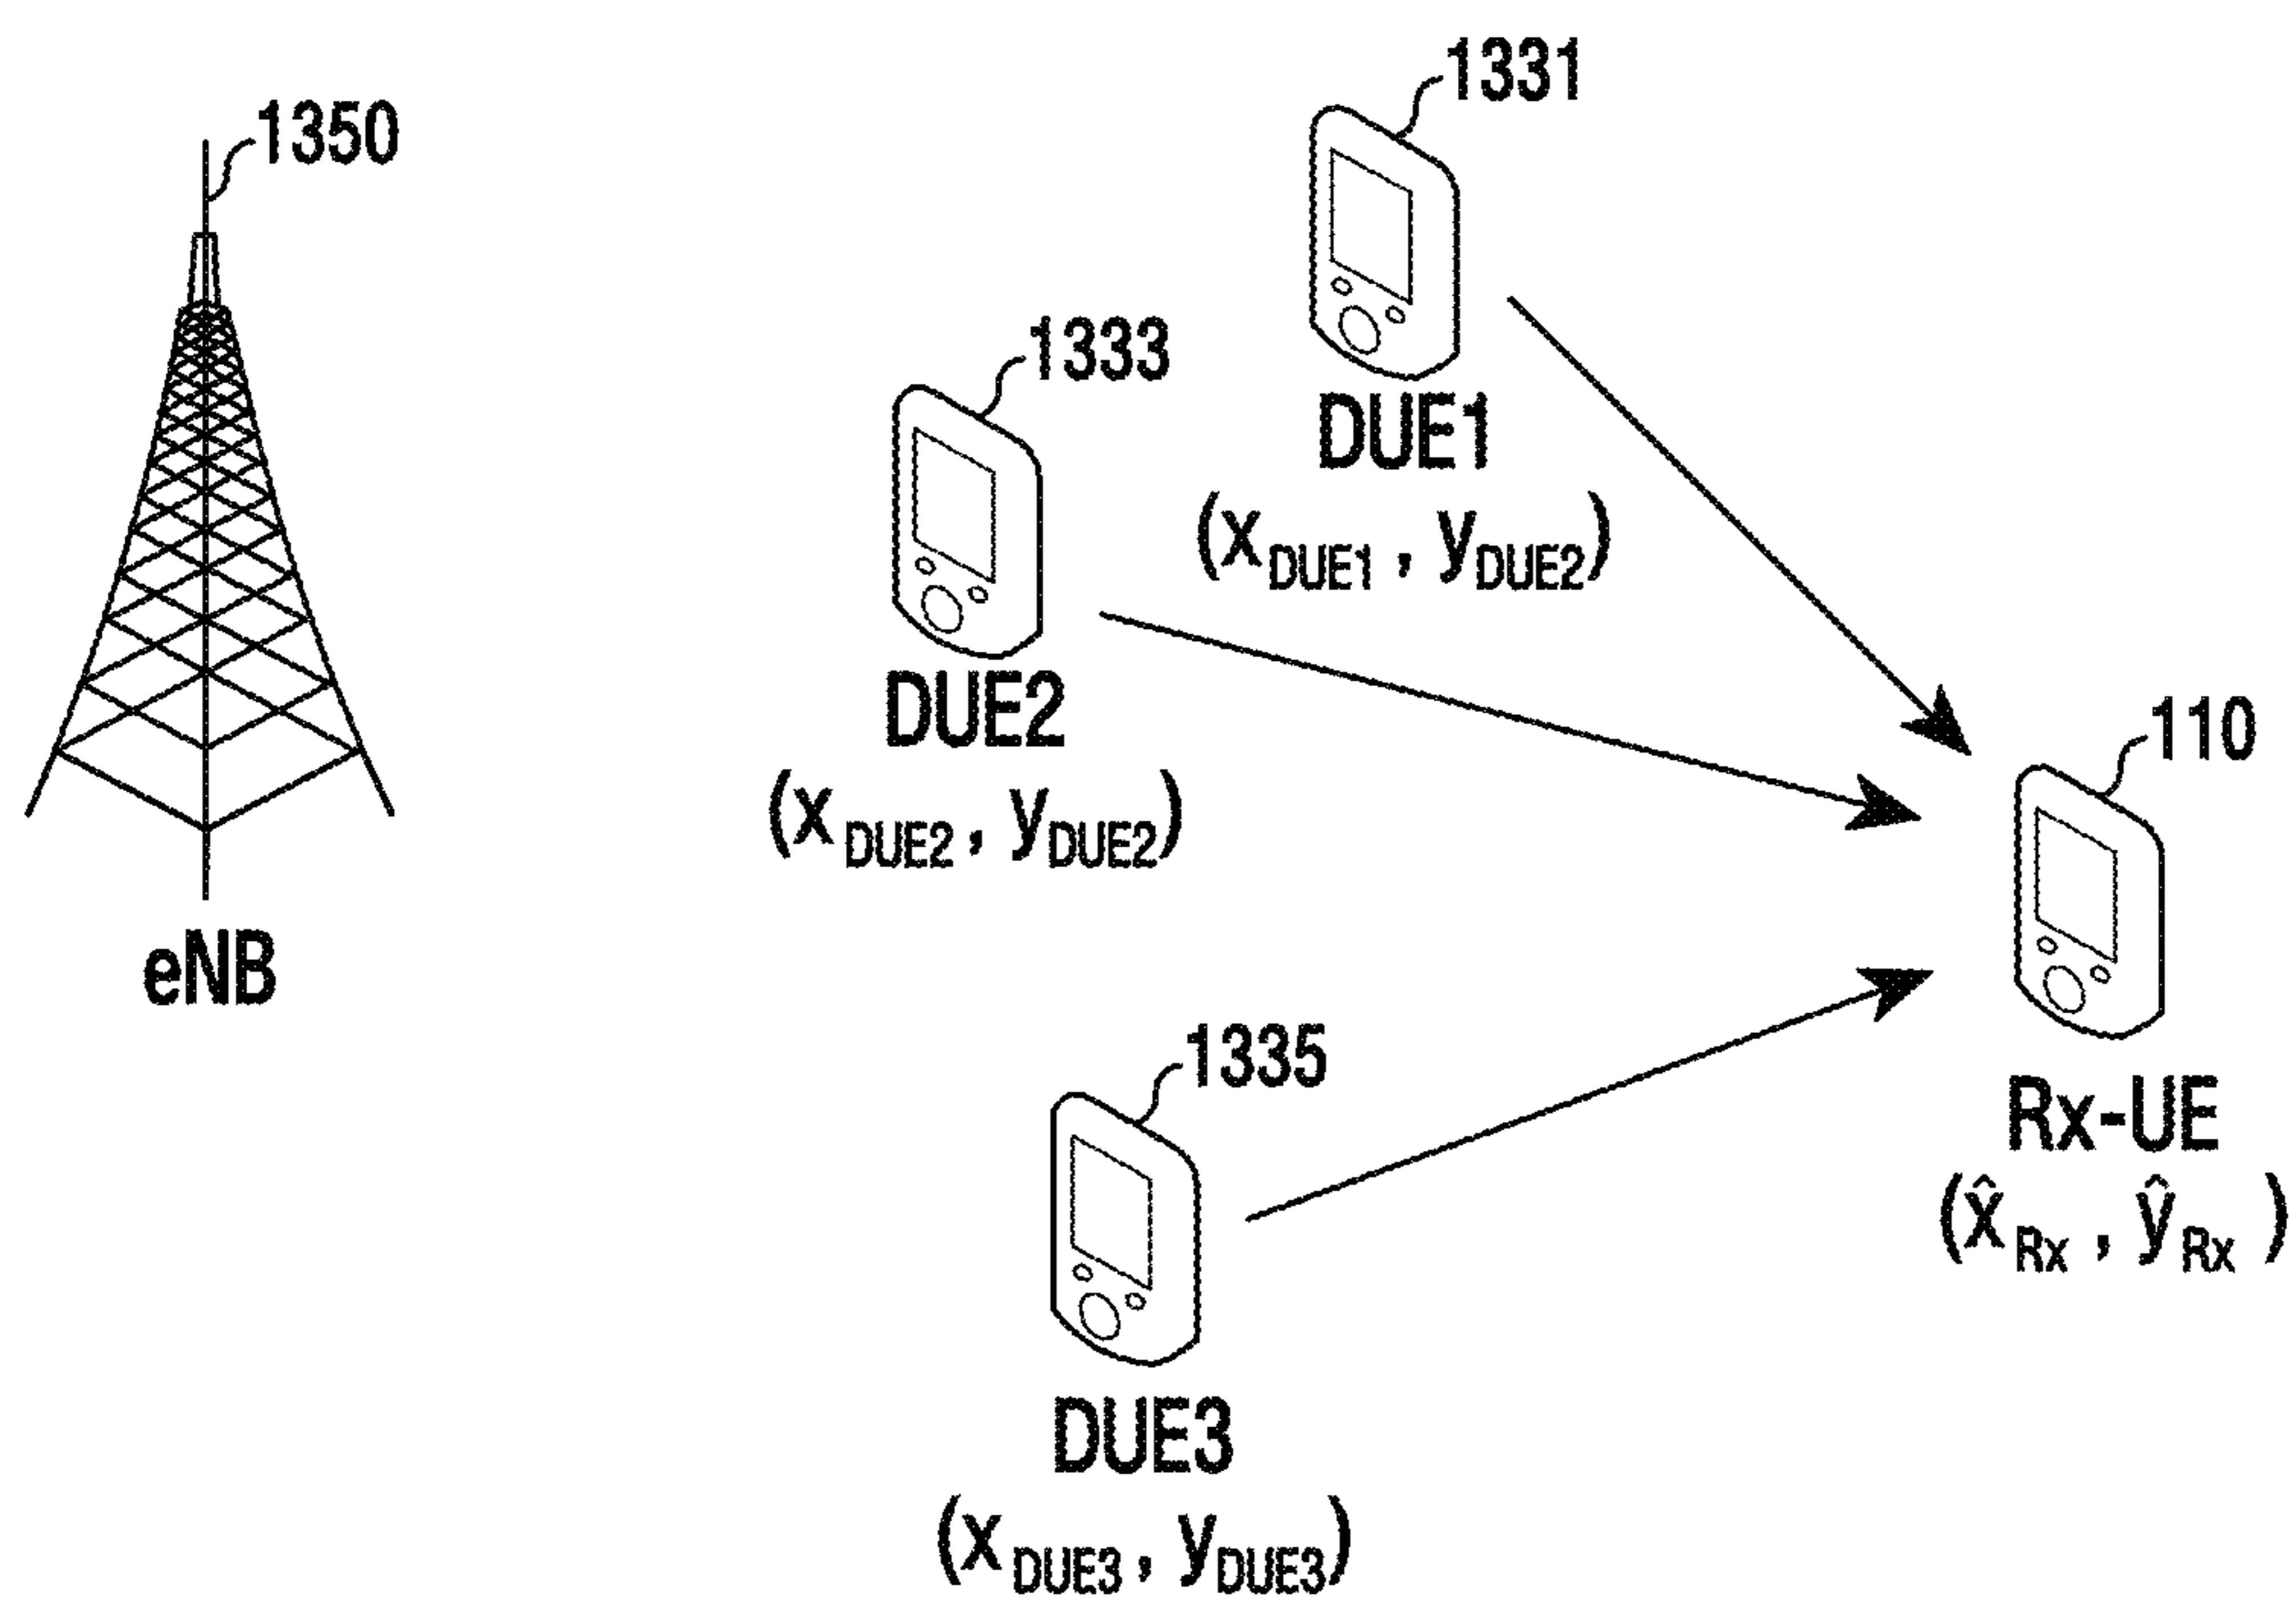 1331
1350
1333
DUE1
(x_DUE1 , y_DUE2)
DUE2
(x_DUE2 , y_DUE2)
110
eNB
1335
Rx-UE
(x̂_Rx , ŷ_Rx )
DUE3
(x_DUE3 , y_DUE3)